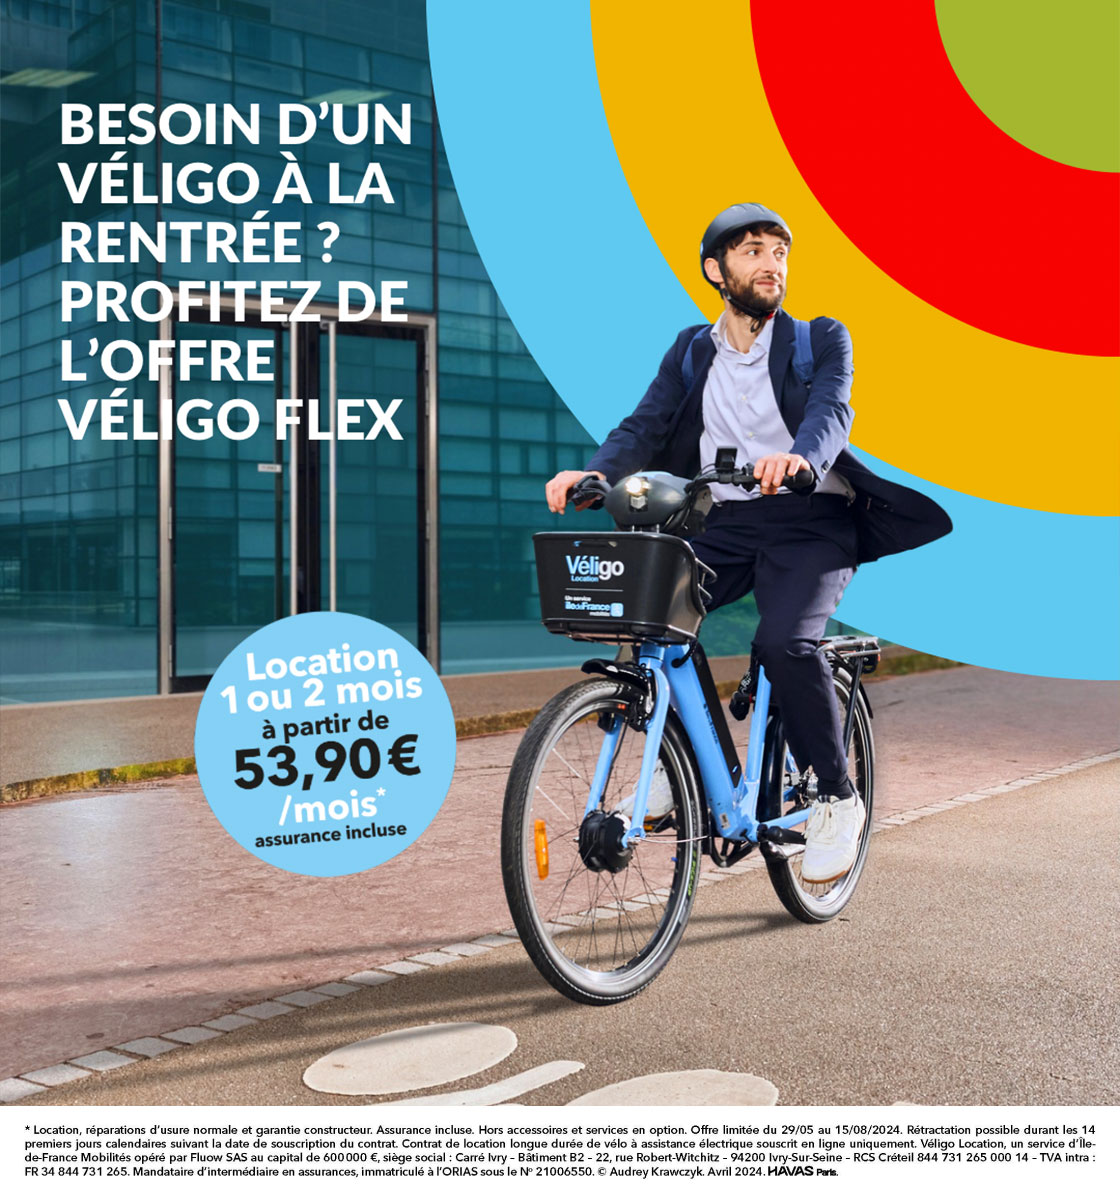 BESOIN D’UN
VÉLIGO À LA
RENTRÉE ?
PROFITEZ DE
L’OFFRE
VÉLIGO FLEX
Véligo
Location
Un service
île de France
mobilités
Location
1 ou 2 mois
à partir de
53,90 €
/mois*
assurance incluse
* Location, réparations d’usure normale et garantie constructeur. Assurance incluse. Hors accessoires et services en option. Offre limitée du 29/05 au 15/08/2024. Rétractation possible durant les 14
premiers jours calendaires suivant la date de souscription du contrat. Contrat de location longue durée de vélo à assistance électrique souscrit en ligne uniquement. Véligo Location, un service d’Île-
de-France Mobilités opéré par Fluow SAS au capital de 600 000 €, siège social : Carré Ivry – Bâtiment B2 – 22, rue Robert-Witchitz – 94200 Ivry-Sur-Seine – RCS Créteil 844 731 265 000 14 – TVA intra :
FR 34 844 731 265. Mandataire d’intermédiaire en assurances, immatriculé à l’ORIAS sous le Nº 21006550. © Audrey Krawczyk. Avril 2024. HAVAS Paris.